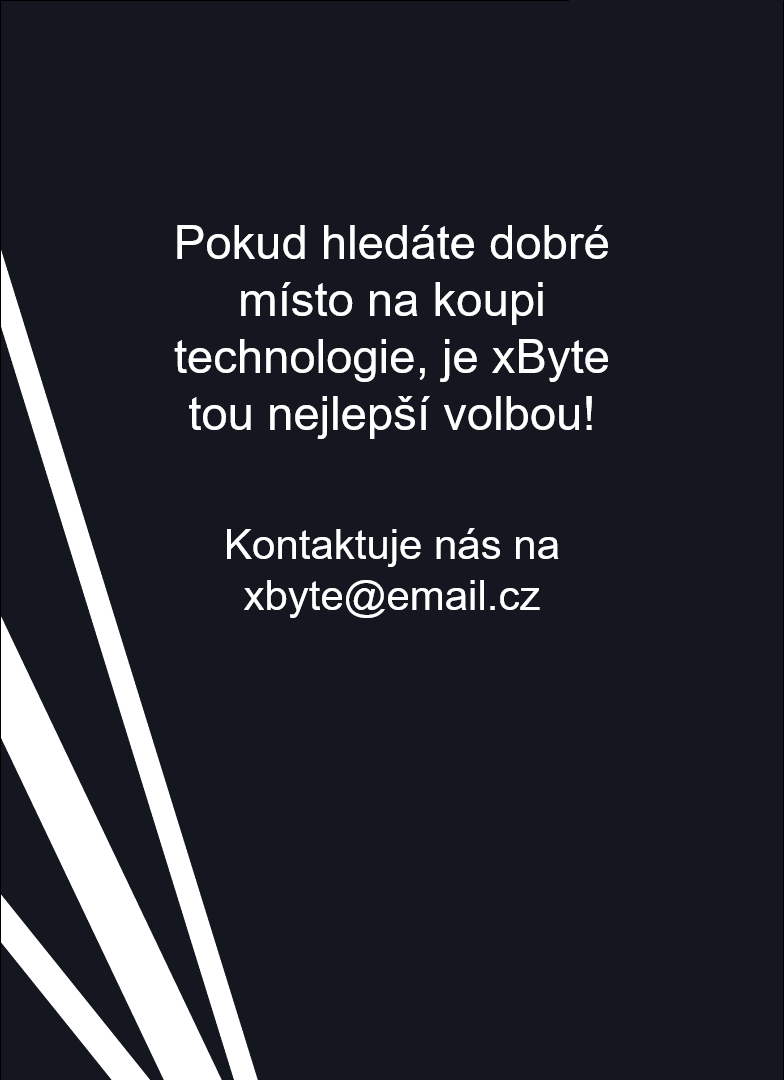 Pokud hledáte dobré
místo na koupi
technologie, je xByte
tou nejlepší volbou!
Kontaktuje nás na
xbyte@email.cz